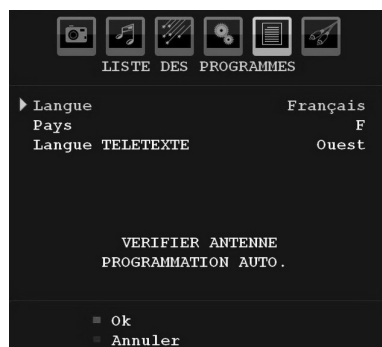 LISTE DES PROGRAMMES
Langue Français
Pays F
Langue TELETEXTE Ouest
VERIFIER ANTENNE
PROGRAMMATION AUTO.
Ok
Annuler